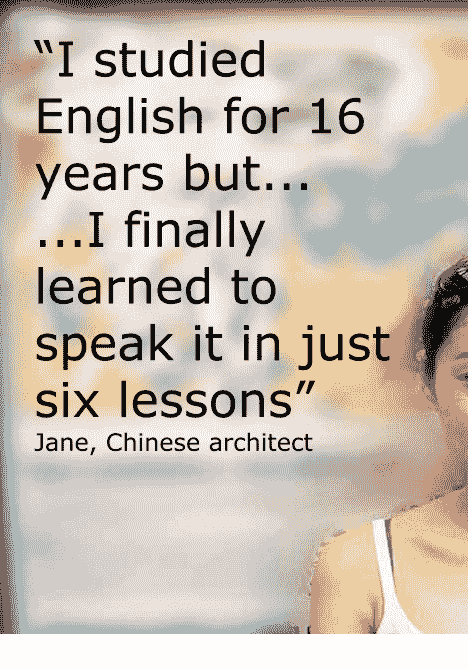 “I studied
English for 16
years but...
...I finally
learned to
speak it in just
six lessons”
Jane, Chinese architect